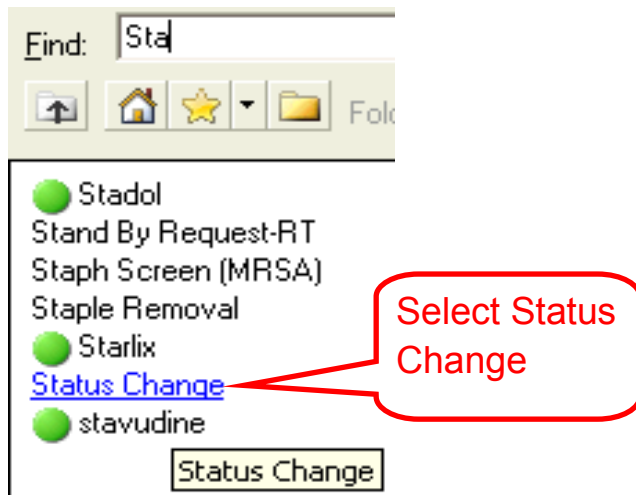 Find: Sta
Folo
Stadol
Stand By Request-RT
Staph Screen (MRSA)
Staple Removal
Starlix
Status Change
stavudine
Status Change
Select Status
Change